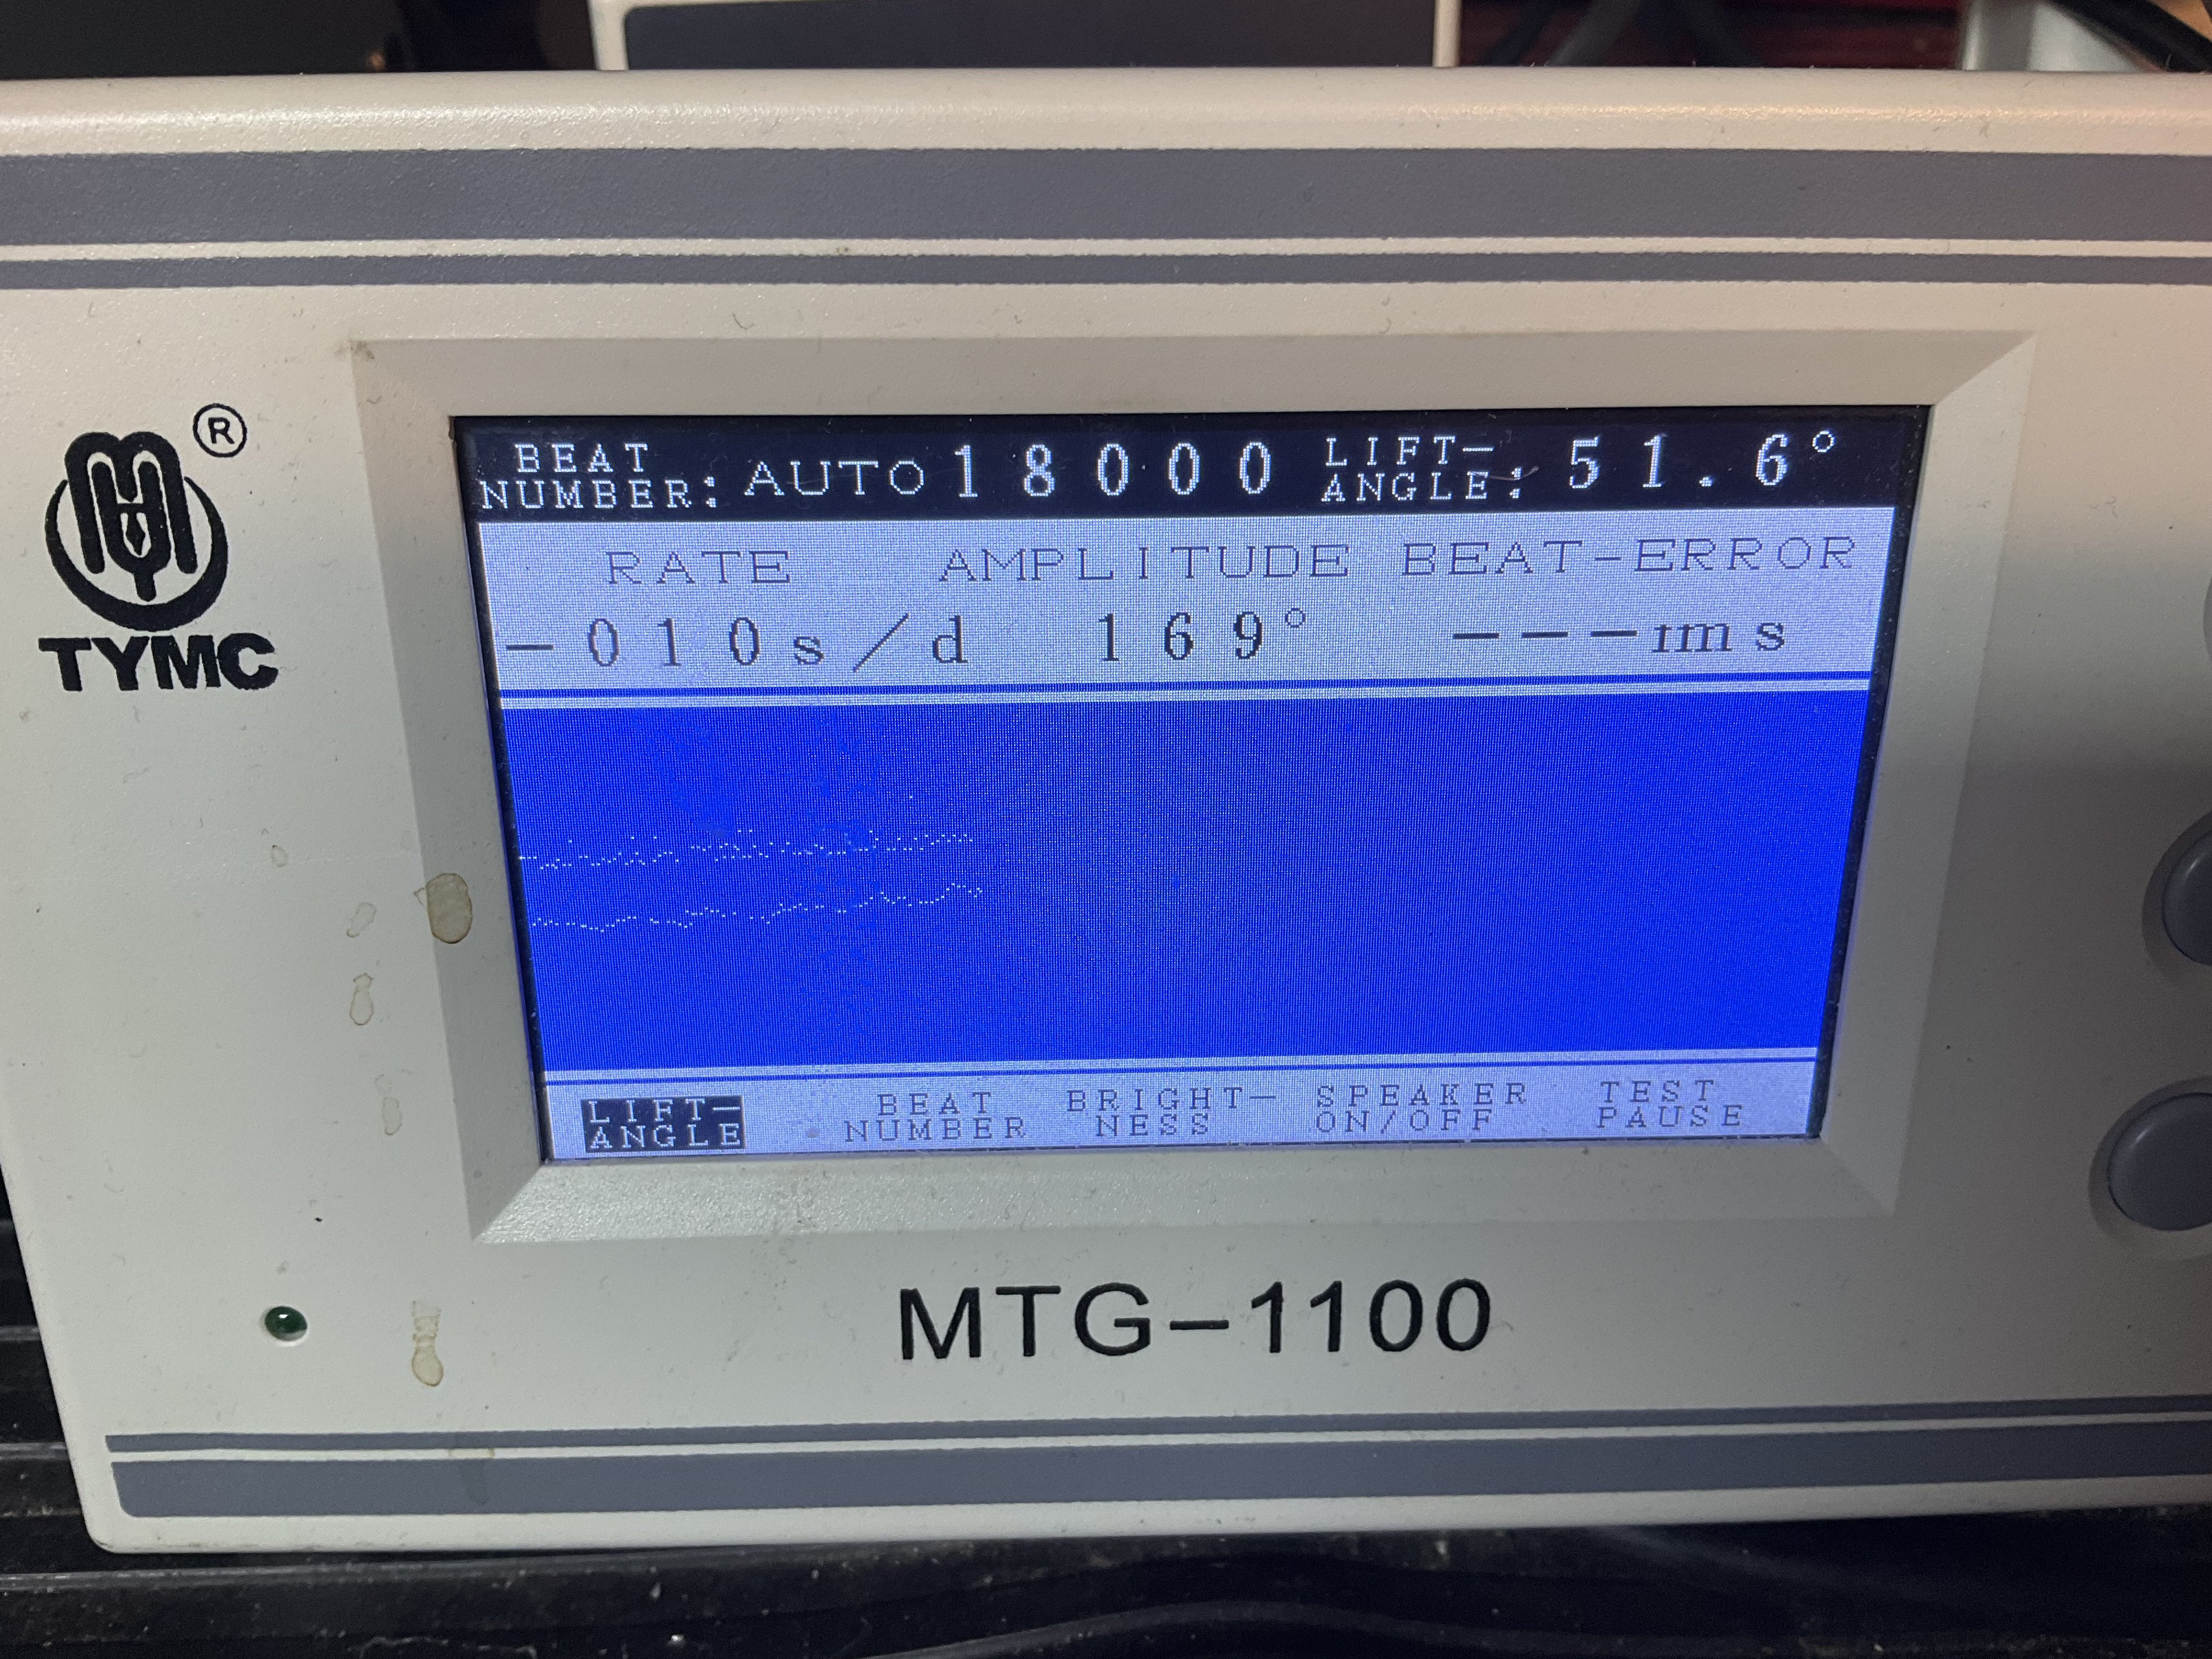 ®
TYMC
BEAT NUMBER: AUTO 18000 LIFT-ANGLE: 51.6°
RATE AMPLITUDE BEAT-ERROR
-010s/d 169° ---ms
LIFT-ANGLE BEAT NUMBER BRIGHT-NESS SPEAKER ON/OFF TEST PAUSE
MTG-1100